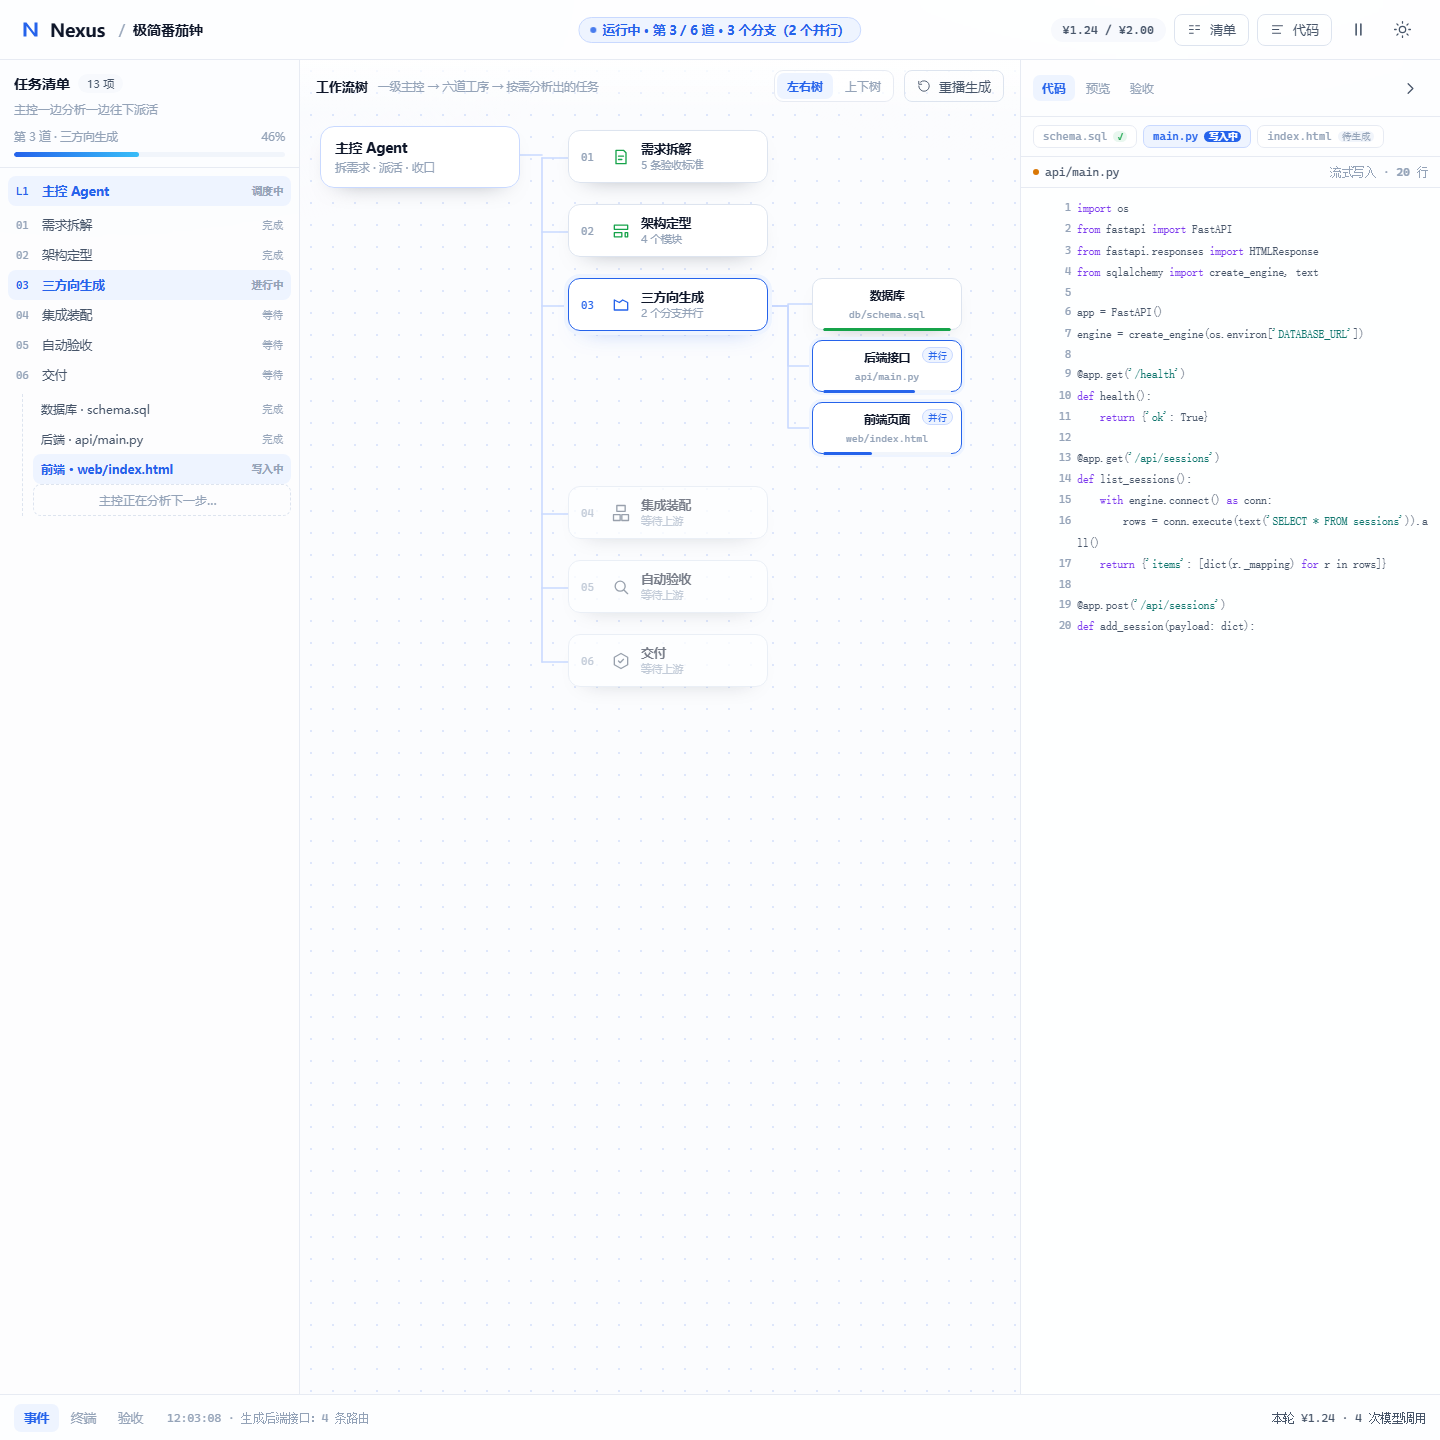 Nexus / 极简番茄钟
运行中 • 第 3 / 6 道 • 3 个分支（2 个并行）
¥1.24 / ¥2.00
清单
代码
任务清单 13 项
主控一边分析一边往下派活
第 3 道 · 三方向生成 46%
L1 主控 Agent 调度中
01 需求拆解 完成
02 架构定型 完成
03 三方向生成 进行中
04 集成装配 等待
05 自动验收 等待
06 交付 等待
数据库 · schema.sql 完成
后端 · api/main.py 完成
前端 • web/index.html 写入中
主控正在分析下一步...
工作流树 一级主控 → 六道工序 → 按需分析出的任务
左右树 上下树
重播生成
主控 Agent
拆需求 · 派活 · 收口
01 需求拆解
5 条验收标准
02 架构定型
4 个模块
03 三方向生成
2 个分支并行
数据库
db/schema.sql
后端接口 并行
api/main.py
前端页面 并行
web/index.html
04 集成装配
等待上游
05 自动验收
等待上游
06 交付
等待上游
代码 预览 验收
schema.sql ✓ main.py 写入中 index.html 待生成
api/main.py 流式写入 · 20 行
1 import os
2 from fastapi import FastAPI
3 from fastapi.responses import HTMLResponse
4 from sqlalchemy import create_engine, text
5
6 app = FastAPI()
7 engine = create_engine(os.environ['DATABASE_URL'])
8
9 @app.get('/health')
10 def health():
11 return {'ok': True}
12
13 @app.get('/api/sessions')
14 def list_sessions():
15 with engine.connect() as conn:
16 rows = conn.execute(text('SELECT * FROM sessions')).a
ll()
17 return {'items': [dict(r._mapping) for r in rows]}
18
19 @app.post('/api/sessions')
20 def add_session(payload: dict):
事件 终端 验收 12:03:08 · 生成后端接口: 4 条路由
本轮 ¥1.24 · 4 次模型调用